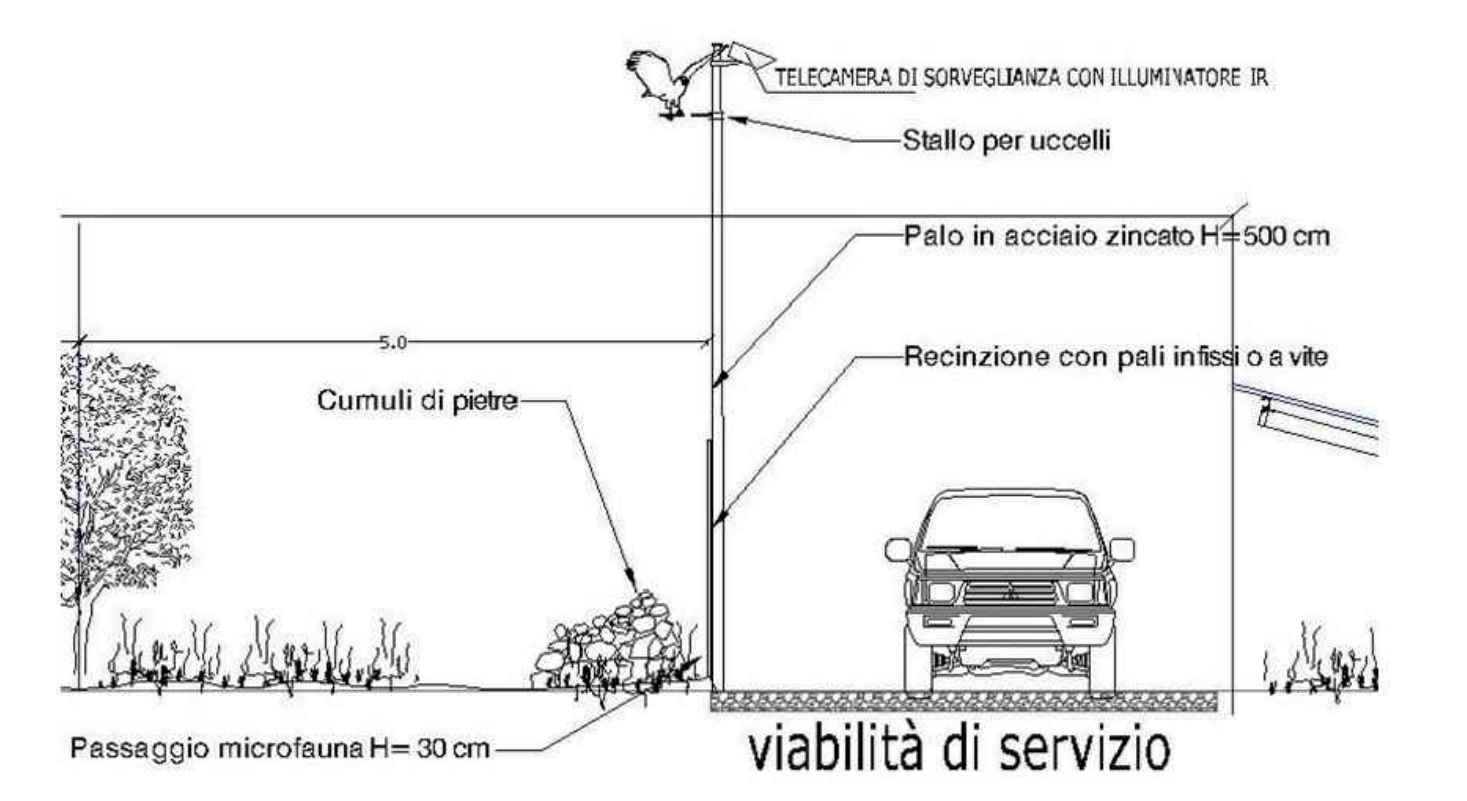 TELECAMERA DI SORVEGLIANZA CON ILLUMINATORE IR
Stallo per uccelli
Palo in acciaio zincato H= 500 cm
5.0
Recinzione con pali infissi o a vite
Cumuli di pietre
Passaggio microfauna H= 30 cm
viabilità di servizio